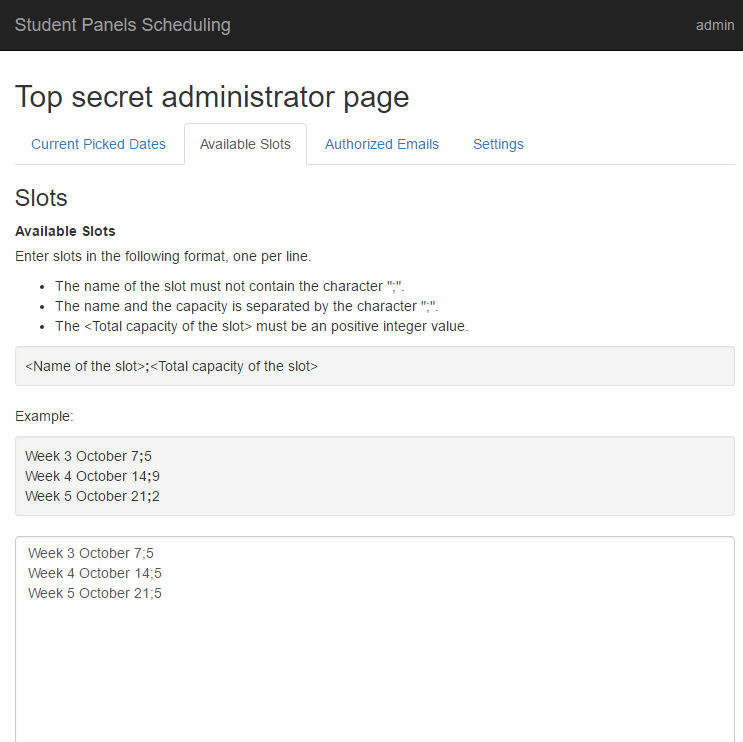 Student Panels Scheduling admin
Top secret administrator page
Current Picked Dates Available Slots Authorized Emails Settings
Slots
Available Slots
Enter slots in the following format, one per line.
• The name of the slot must not contain the character ";".
• The name and the capacity is separated by the character ";".
• The <Total capacity of the slot> must be an positive integer value.
<Name of the slot>;<Total capacity of the slot>
Example:
Week 3 October 7;5
Week 4 October 14;9
Week 5 October 21;2
Week 3 October 7;5
Week 4 October 14;5
Week 5 October 21;5